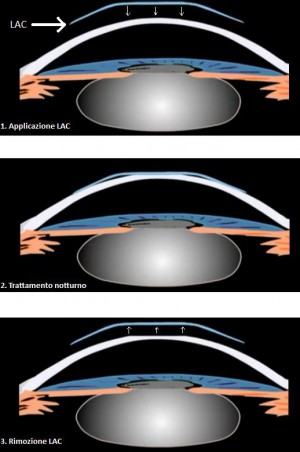 LAC
1. Applicazione LAC
2. Trattamento notturno
3. Rimozione LAC